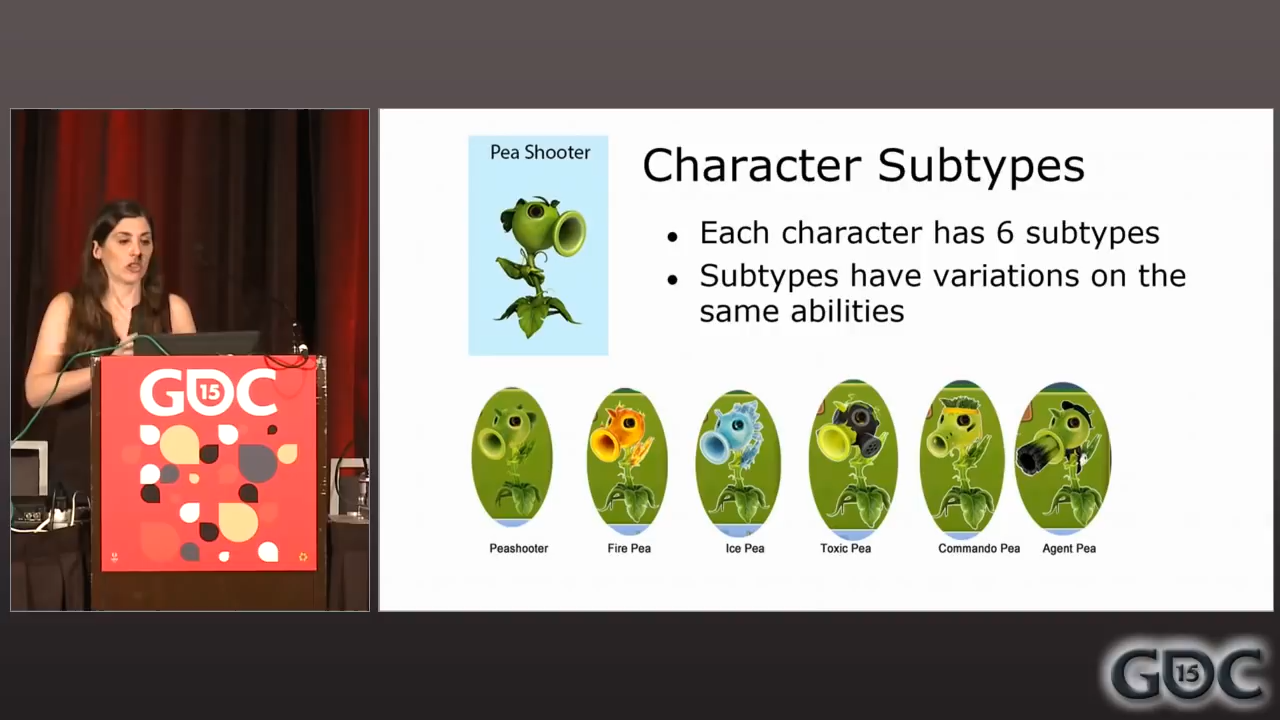 Pea Shooter
Character Subtypes
• Each character has 6 subtypes
• Subtypes have variations on the
same abilities
Peashooter
Fire Pea
Ice Pea
Toxic Pea
Commando Pea
Agent Pea
GDC 15
GDC 15